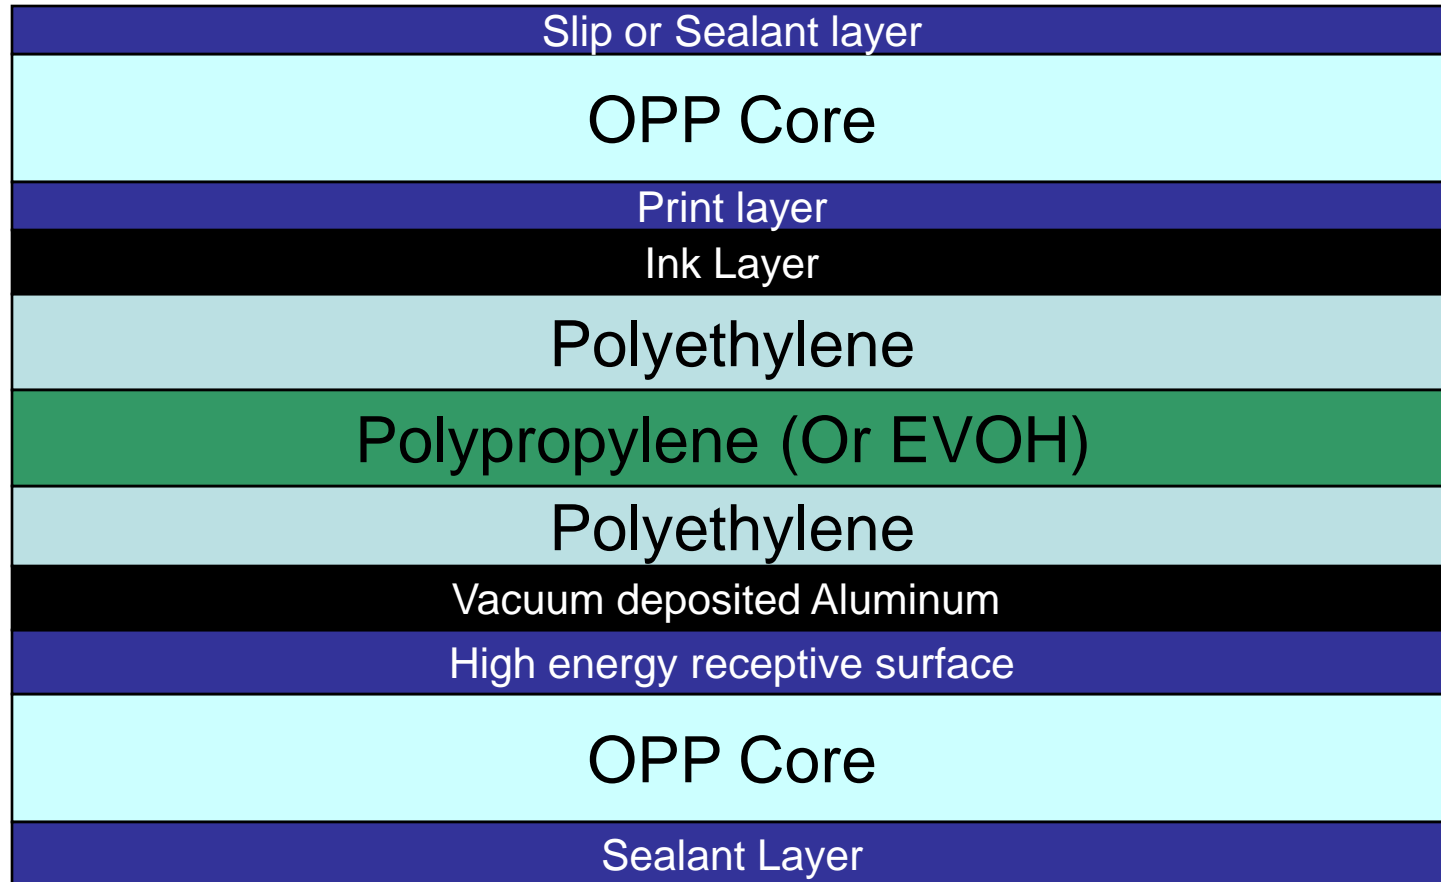 Slip or Sealant layer
OPP Core
Print layer
Ink Layer
Polyethylene
Polypropylene (Or EVOH)
Polyethylene
Vacuum deposited Aluminum
High energy receptive surface
OPP Core
Sealant Layer